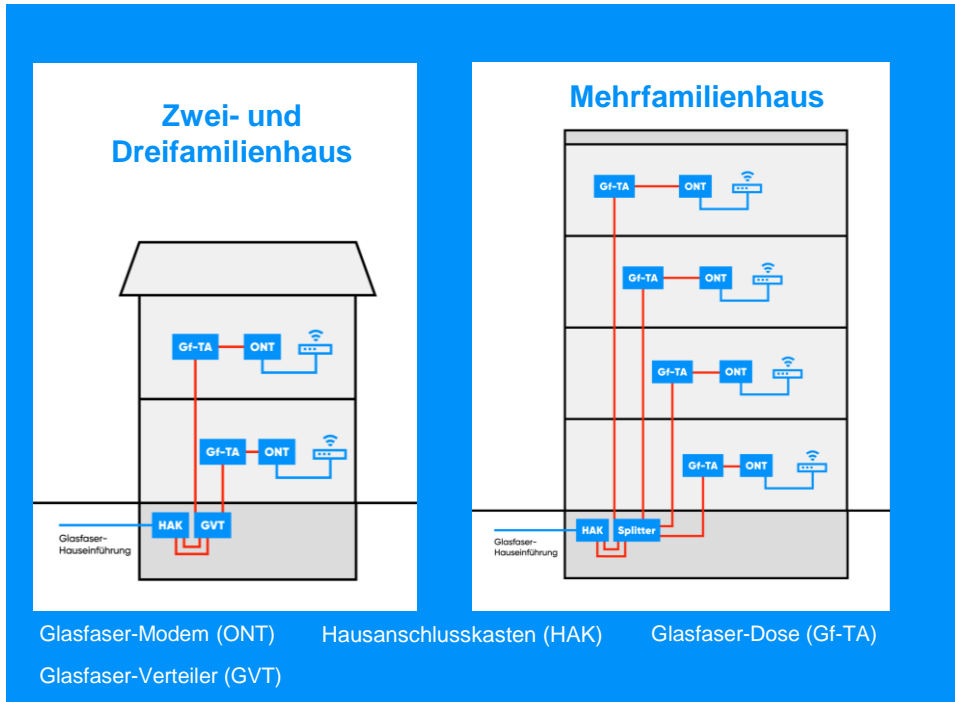 Zwei- und
Dreifamilienhaus
Gf-TA
ONT
Gf-TA
ONT
HAK
GVT
Glasfaser-
Hauseinführung
Mehrfamilienhaus
Gf-TA
ONT
Gf-TA
ONT
Gf-TA
ONT
Gf-TA
ONT
HAK
Splitter
Glasfaser-
Hauseinführung
Glasfaser-Modem (ONT)
Hausanschlusskasten (HAK)
Glasfaser-Dose (Gf-TA)
Glasfaser-Verteiler (GVT)